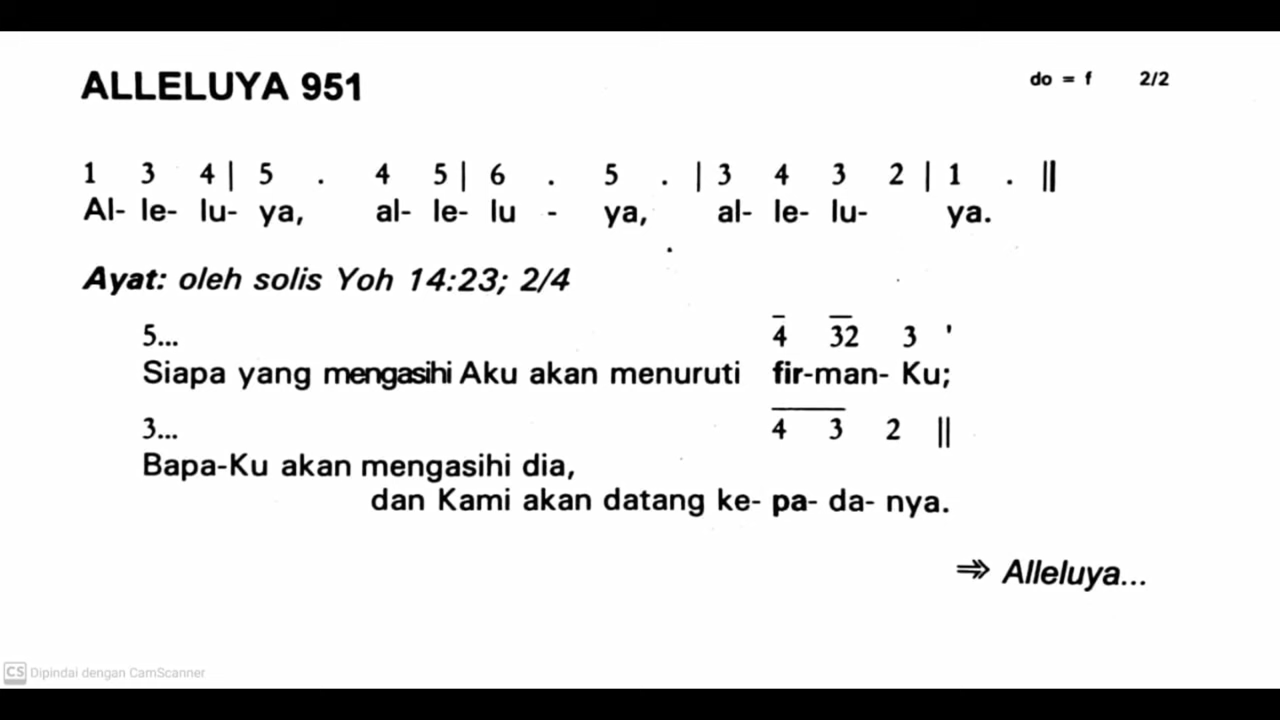 ALLELUYA 951
do = f 2/2
1 3 4 | 5 . 4 5 | 6 . 5 . | 3 4 3 2 | 1 . ||
Al- le- lu- ya, al- le- lu - ya, al- le- lu- ya.
Ayat: oleh solis Yoh 14:23; 2/4
5... 4 32 3 '
Siapa yang mengasihi Aku akan menuruti fir-man- Ku;
3... 4 3 2 ||
Bapa-Ku akan mengasihi dia,
dan Kami akan datang ke- pa- da- nya.
⇒ Alleluya...
CS Dipindai dengan CamScanner